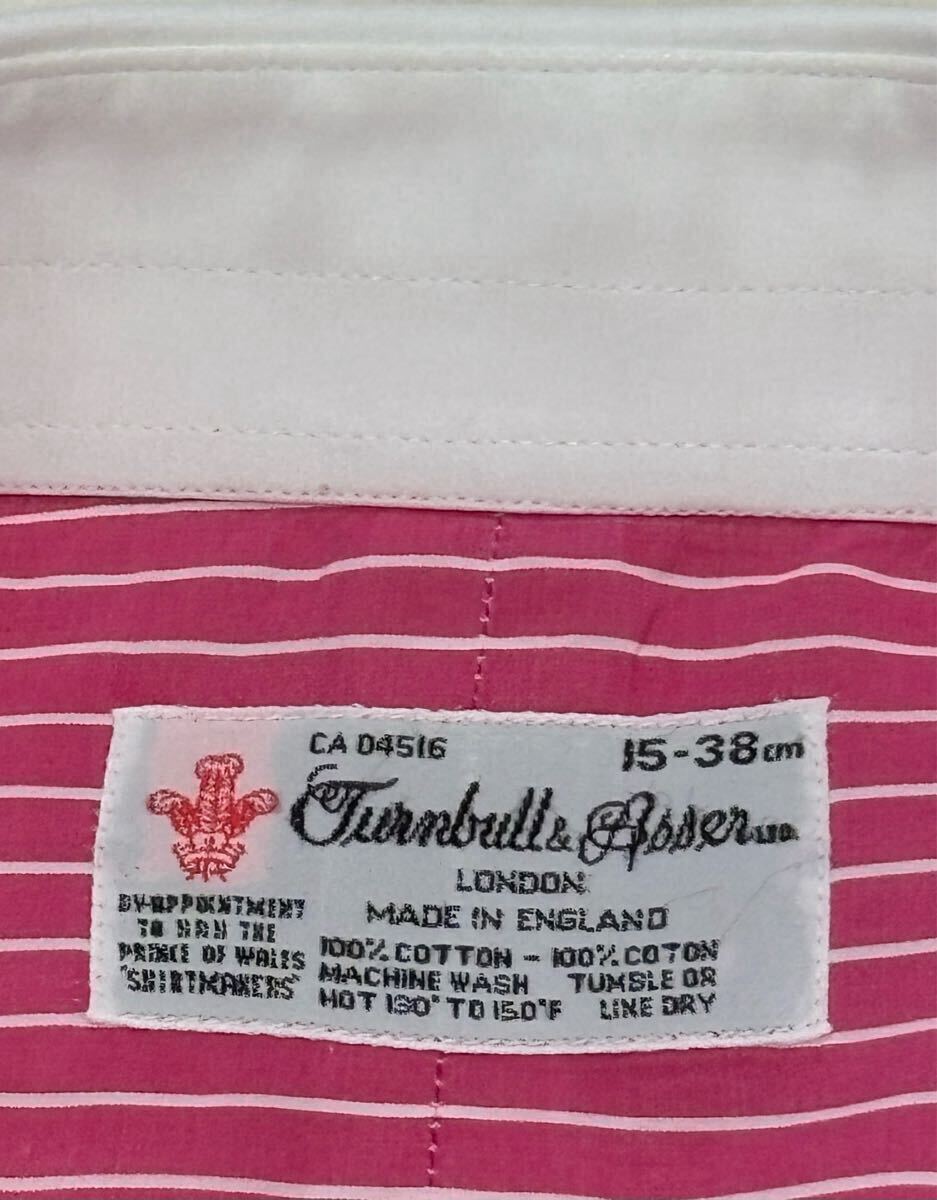 CA 04516
15-38cm
Turnbull & Asser LTD.
LONDON
MADE IN ENGLAND
BY APPOINTMENT
TO HRH THE
PRINCE OF WALES
"SHIRTMAKERS"
100% COTTON - 100% COTON
MACHINE WASH TUMBLE OR
HOT 130° TO 150°F LINE DRY